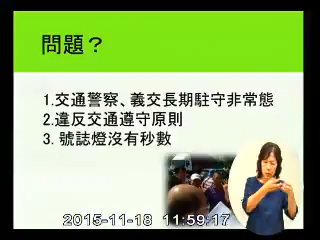 問題？
1.交通警察、義交長期駐守非常態
2.違反交通遵守原則
3. 號誌燈沒有秒數
2015-11-18 11:59:17